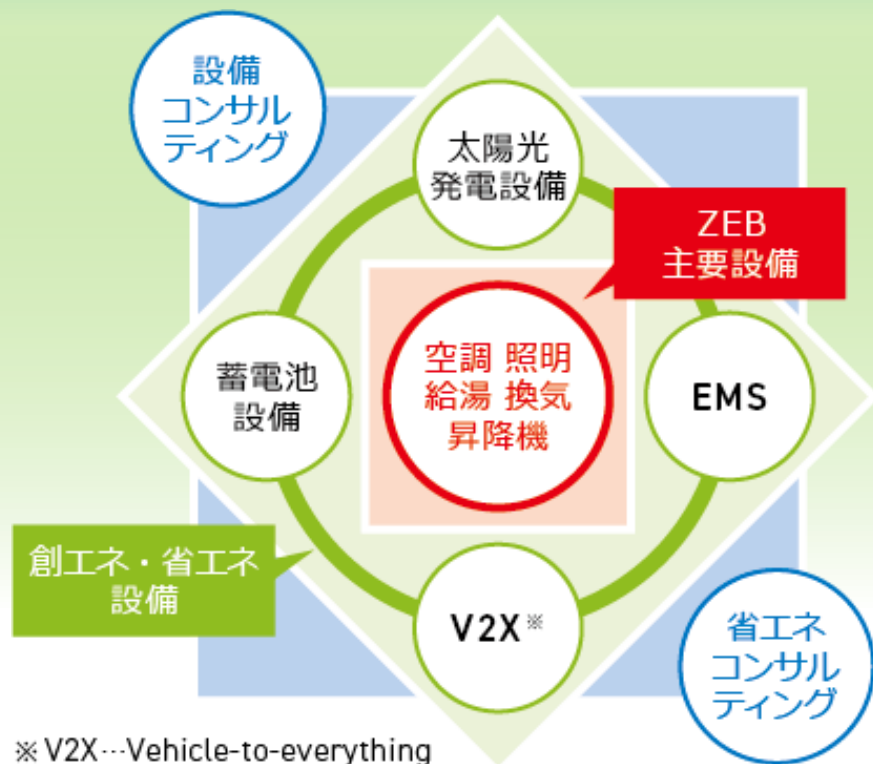 設備
コンサル
ティング
太陽光
発電設備
ZEB
主要設備
空調 照明
給湯 換気
昇降機
蓄電池
設備
EMS
創エネ・省エネ
設備
V2X※
省エネ
コンサル
ティング
※ V2X…Vehicle-to-everything